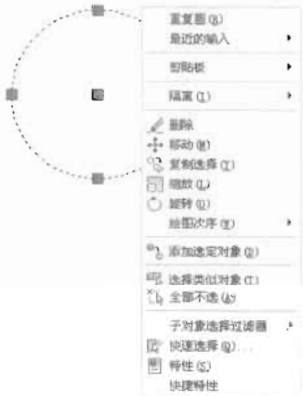 重复圆(R)
最近的输入
剪贴板
隔离(I)
删除
移动(M)
复制选择(Y)
缩放(L)
旋转(O)
绘图次序(W)
添加选定对象(D)
选择类似对象(T)
全部不选(A)
子对象选择过滤器
快速选择(Q)...
特性(S)
快捷特性